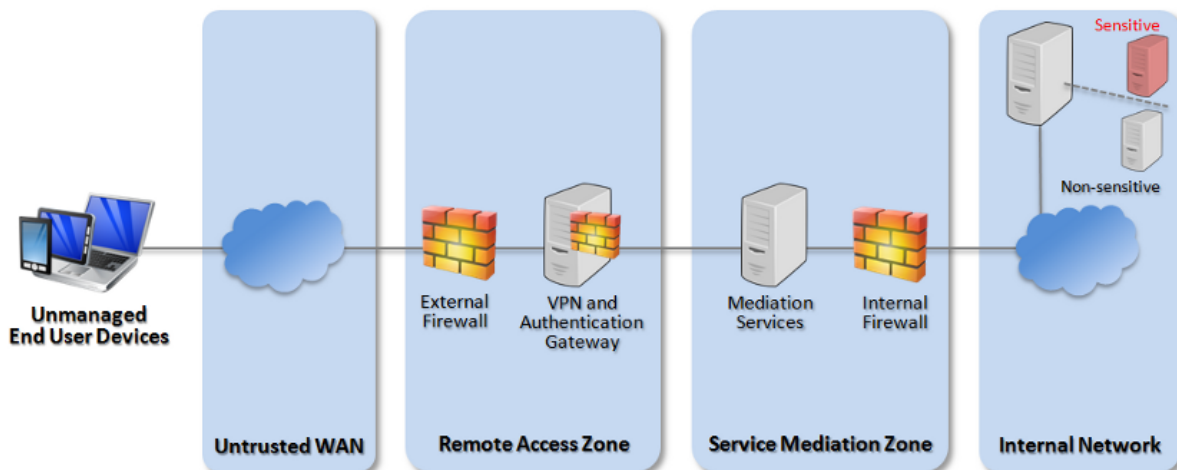 Sensitive
Non-sensitive
Unmanaged
End User Devices
External
Firewall
VPN and
Authentication
Gateway
Mediation
Services
Internal
Firewall
Untrusted WAN
Remote Access Zone
Service Mediation Zone
Internal Network